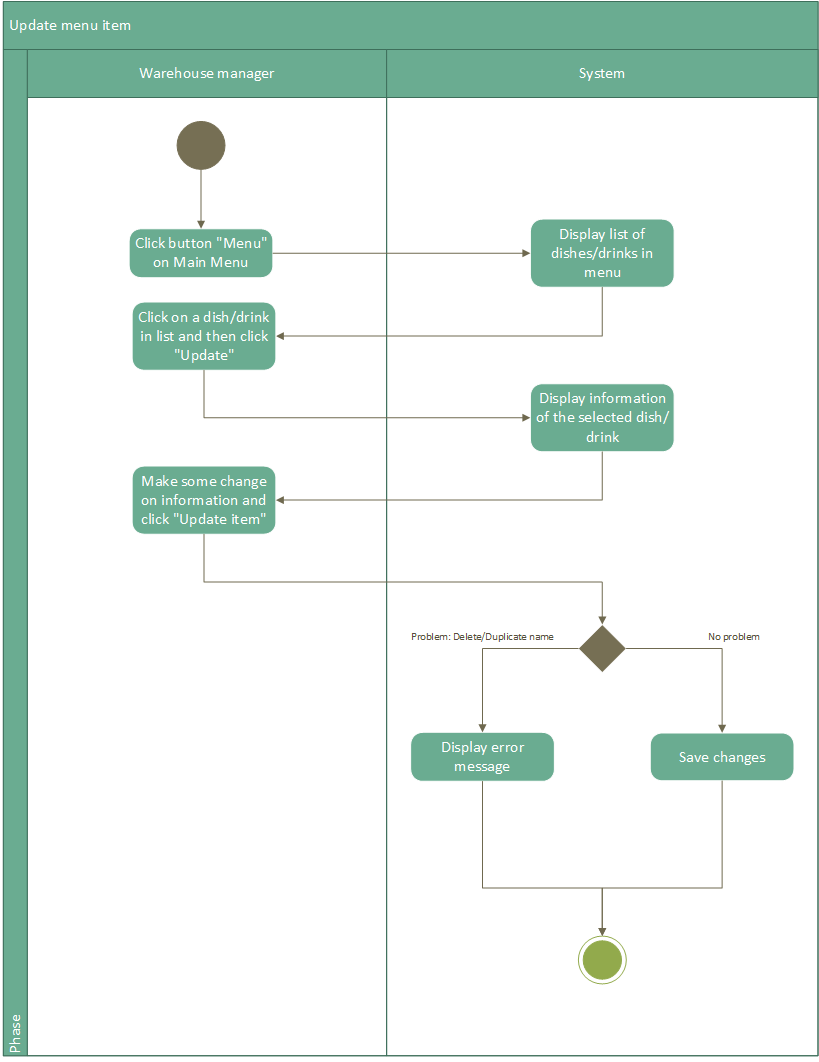 Update menu item
Warehouse manager
System
Click button "Menu"
on Main Menu
Display list of
dishes/drinks in
menu
Click on a dish/drink
in list and then click
"Update"
Display information
of the selected dish/
drink
Make some change
on information and
click "Update item"
Problem: Delete/Duplicate name
No problem
Display error
message
Save changes
Phase